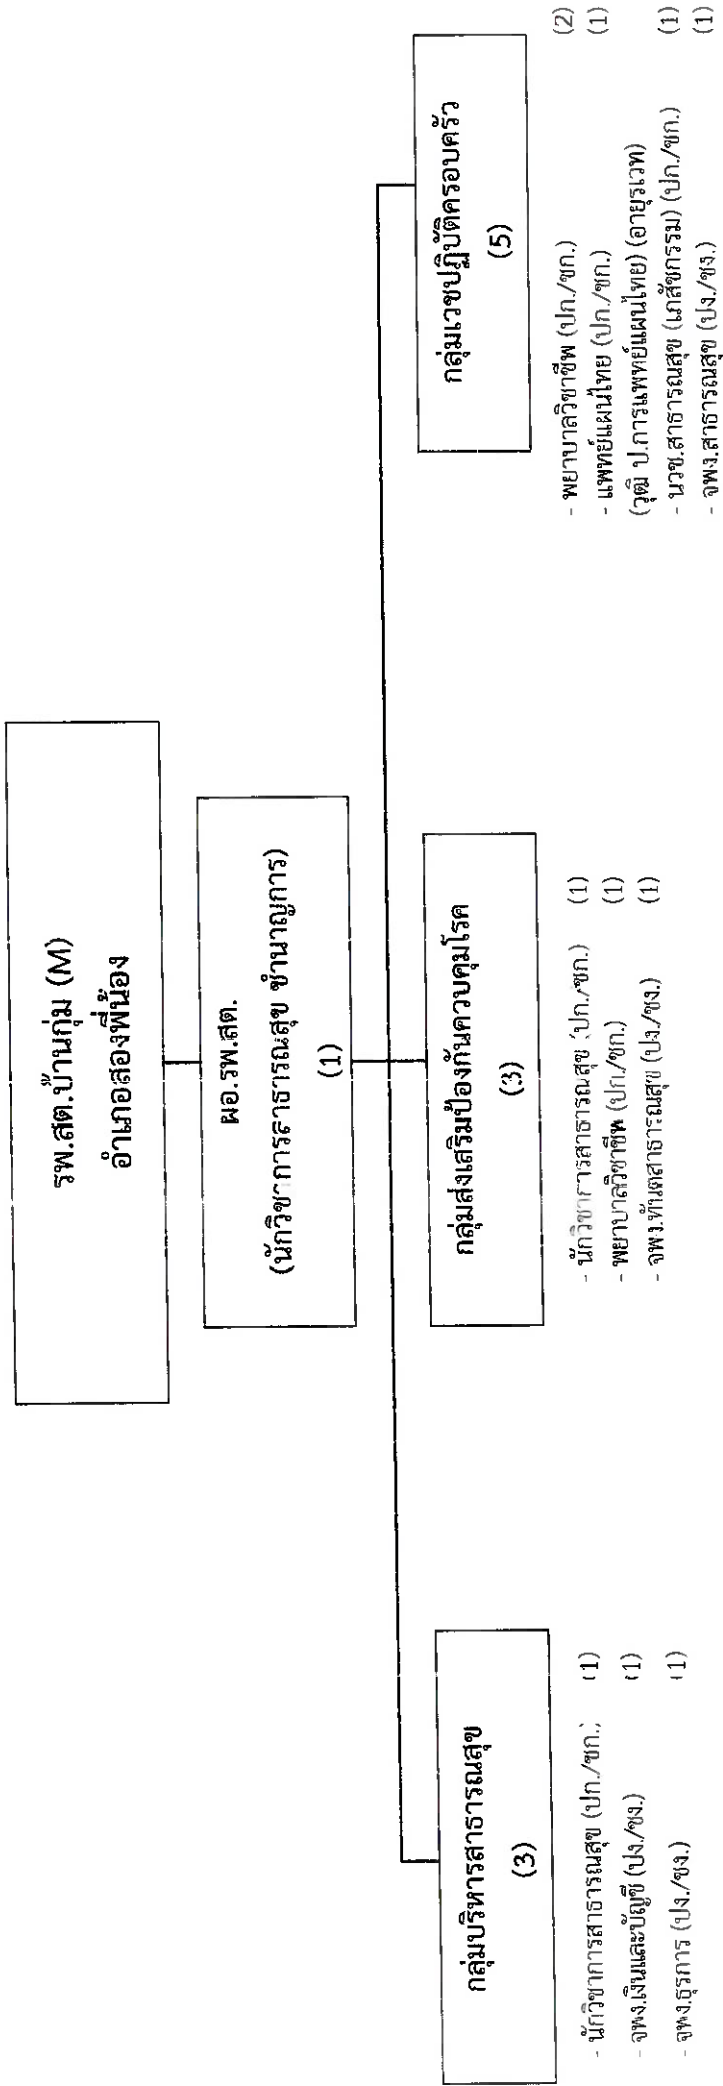 รพ.สต.บ้านกุ่ม (M)
อำเภอสองพี่น้อง
ผอ.รพ.สต.
(นักวิชาการสาธารณสุข ชำนาญการ)
(1)
กลุ่มบริหารสาธารณสุข
(3)
- นักวิชาการสาธารณสุข (ปก./ชก.) (1)
- จพง.เงินและบัญชี (ปง./ชง.) (1)
- จพง.ธุรการ (ปง./ชง.) (1)
กลุ่มส่งเสริมป้องกันควบคุมโรค
(3)
- นักวิชาการสาธารณสุข (ปก./ชก.) (1)
- พยาบาลวิชาชีพ (ปก./ชก.) (1)
- จพง.ทันตสาธารณสุข (ปง./ชง.) (1)
กลุ่มเวชปฏิบัติครอบครัว
(5)
- พยาบาลวิชาชีพ (ปก./ชก.) (2)
- แพทย์แผนไทย (ปก./ชก.) (1)
(วุฒิ ป.การแพทย์แผนไทย) (อายุรเวท)
- นวช.สาธารณสุข (เภสัชกรรม) (ปก./ชก.) (1)
- จพง.สาธารณสุข (ปง./ชง.) (1)